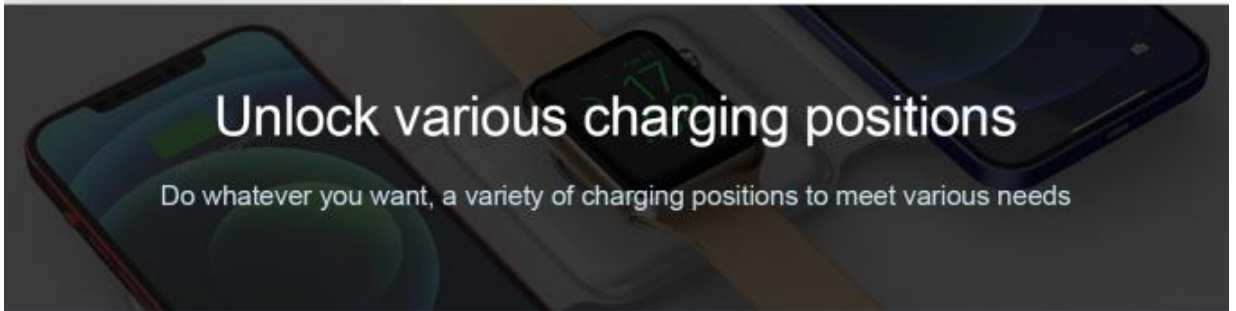 Unlock various charging positions
Do whatever you want, a variety of charging positions to meet various needs